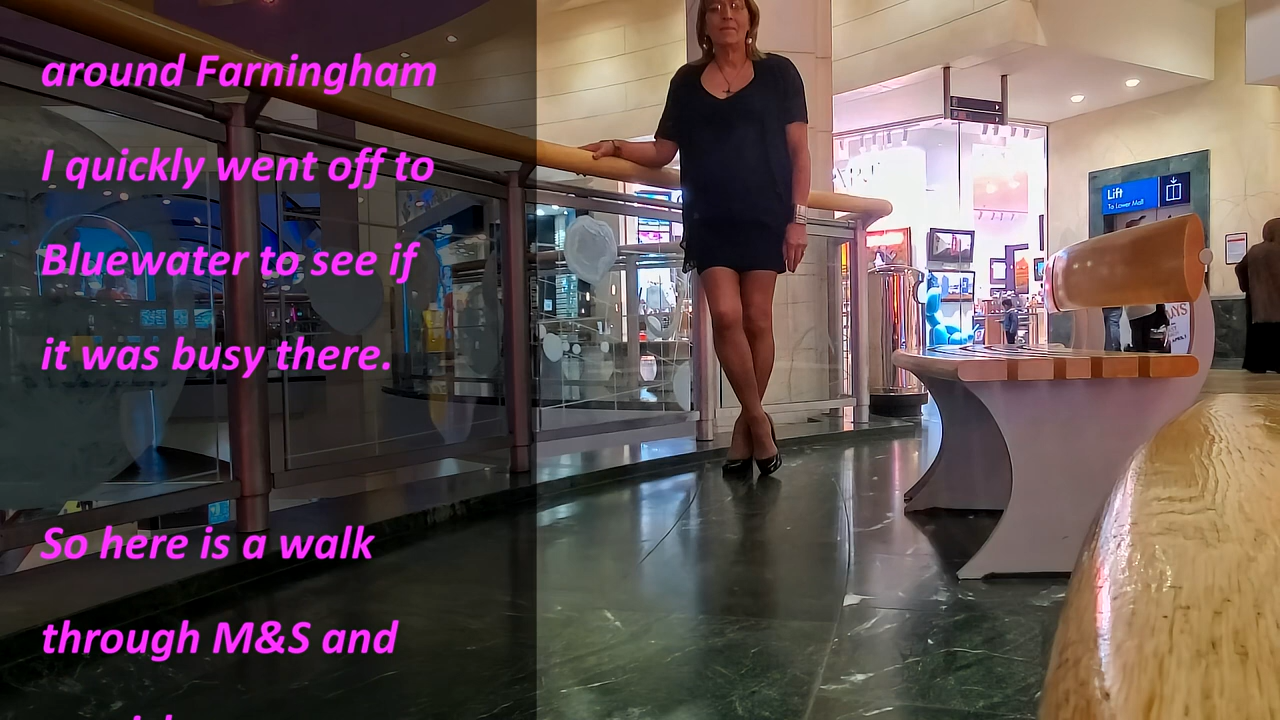 around Farningham
I quickly went off to
Bluewater to see if
it was busy there.
So here is a walk
through M&S and
Lift
To Lower Mall